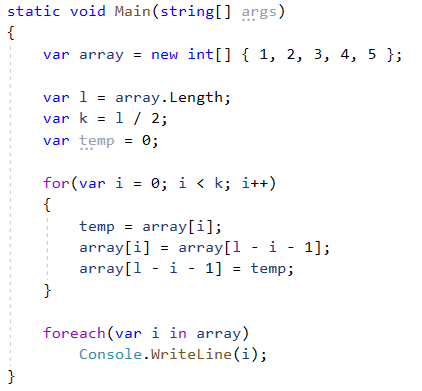 static void Main(string[] args)
{
    var array = new int[] { 1, 2, 3, 4, 5 };

    var l = array.Length;
    var k = l / 2;
    var temp = 0;

    for(var i = 0; i < k; i++)
    {
        temp = array[i];
        array[i] = array[l - i - 1];
        array[l - i - 1] = temp;
    }

    foreach(var i in array)
        Console.WriteLine(i);
}